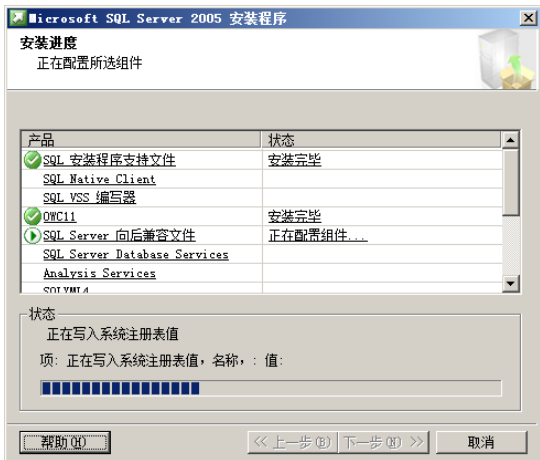 Microsoft SQL Server 2005 安装程序
安装进度
正在配置所选组件
产品 状态
SQL 安装程序支持文件 安装完毕
SQL Native Client
SQL VSS 编写器
OWC11 安装完毕
SQL Server 向后兼容文件 正在配置组件...
SQL Server Database Services
Analysis Services
SQLXML4
状态
正在写入系统注册表值
项: 正在写入系统注册表值, 名称, : 值:
帮助(H) << 上一步(B) 下一步(N) >> 取消